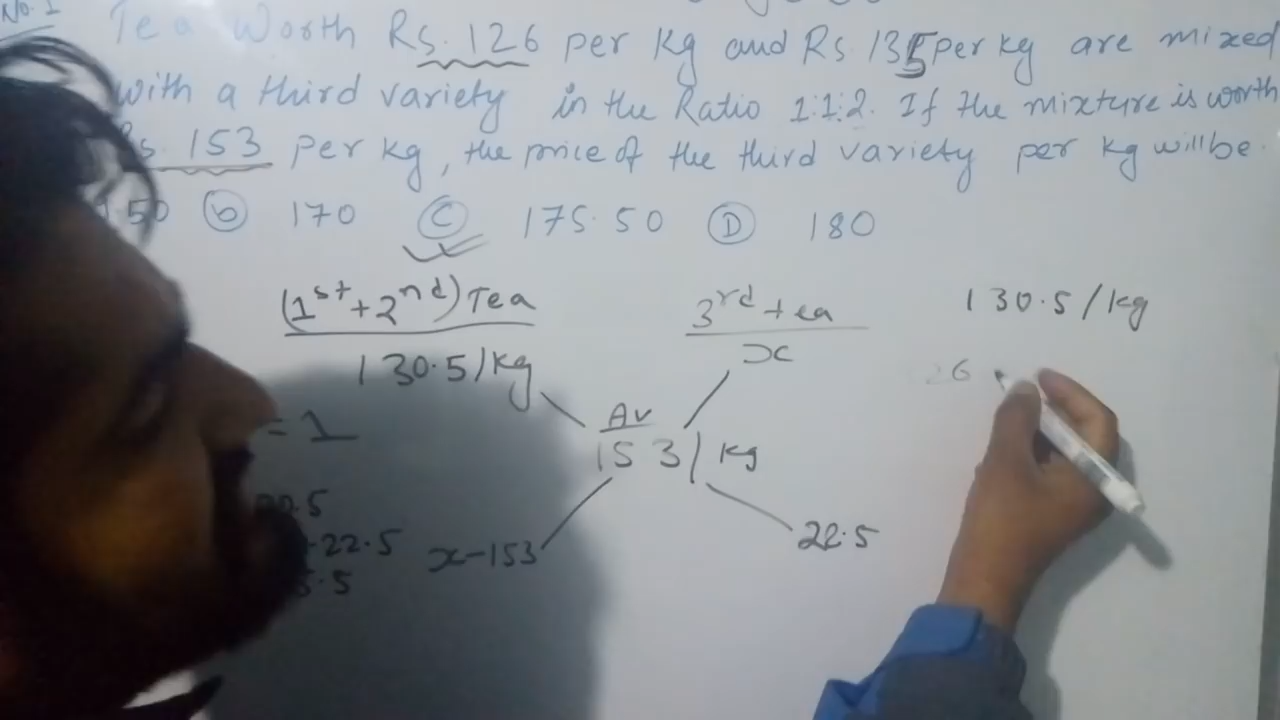 No. 1
Tea Worth Rs. 126 per Kg and Rs 135 per kg are mixed
with a third variety in the Ratio 1:1:2. If the mixture is worth
Rs. 153 per kg, the price of the third variety per kg will be.
50 (b) 170 (C) 175.50 (D) 180
(1st + 2nd) Tea 3rd tea 130.5/kg
130.5/kg x 26
Av
= 1 153/kg
22.5
-22.5 x-153 22.5
5.5